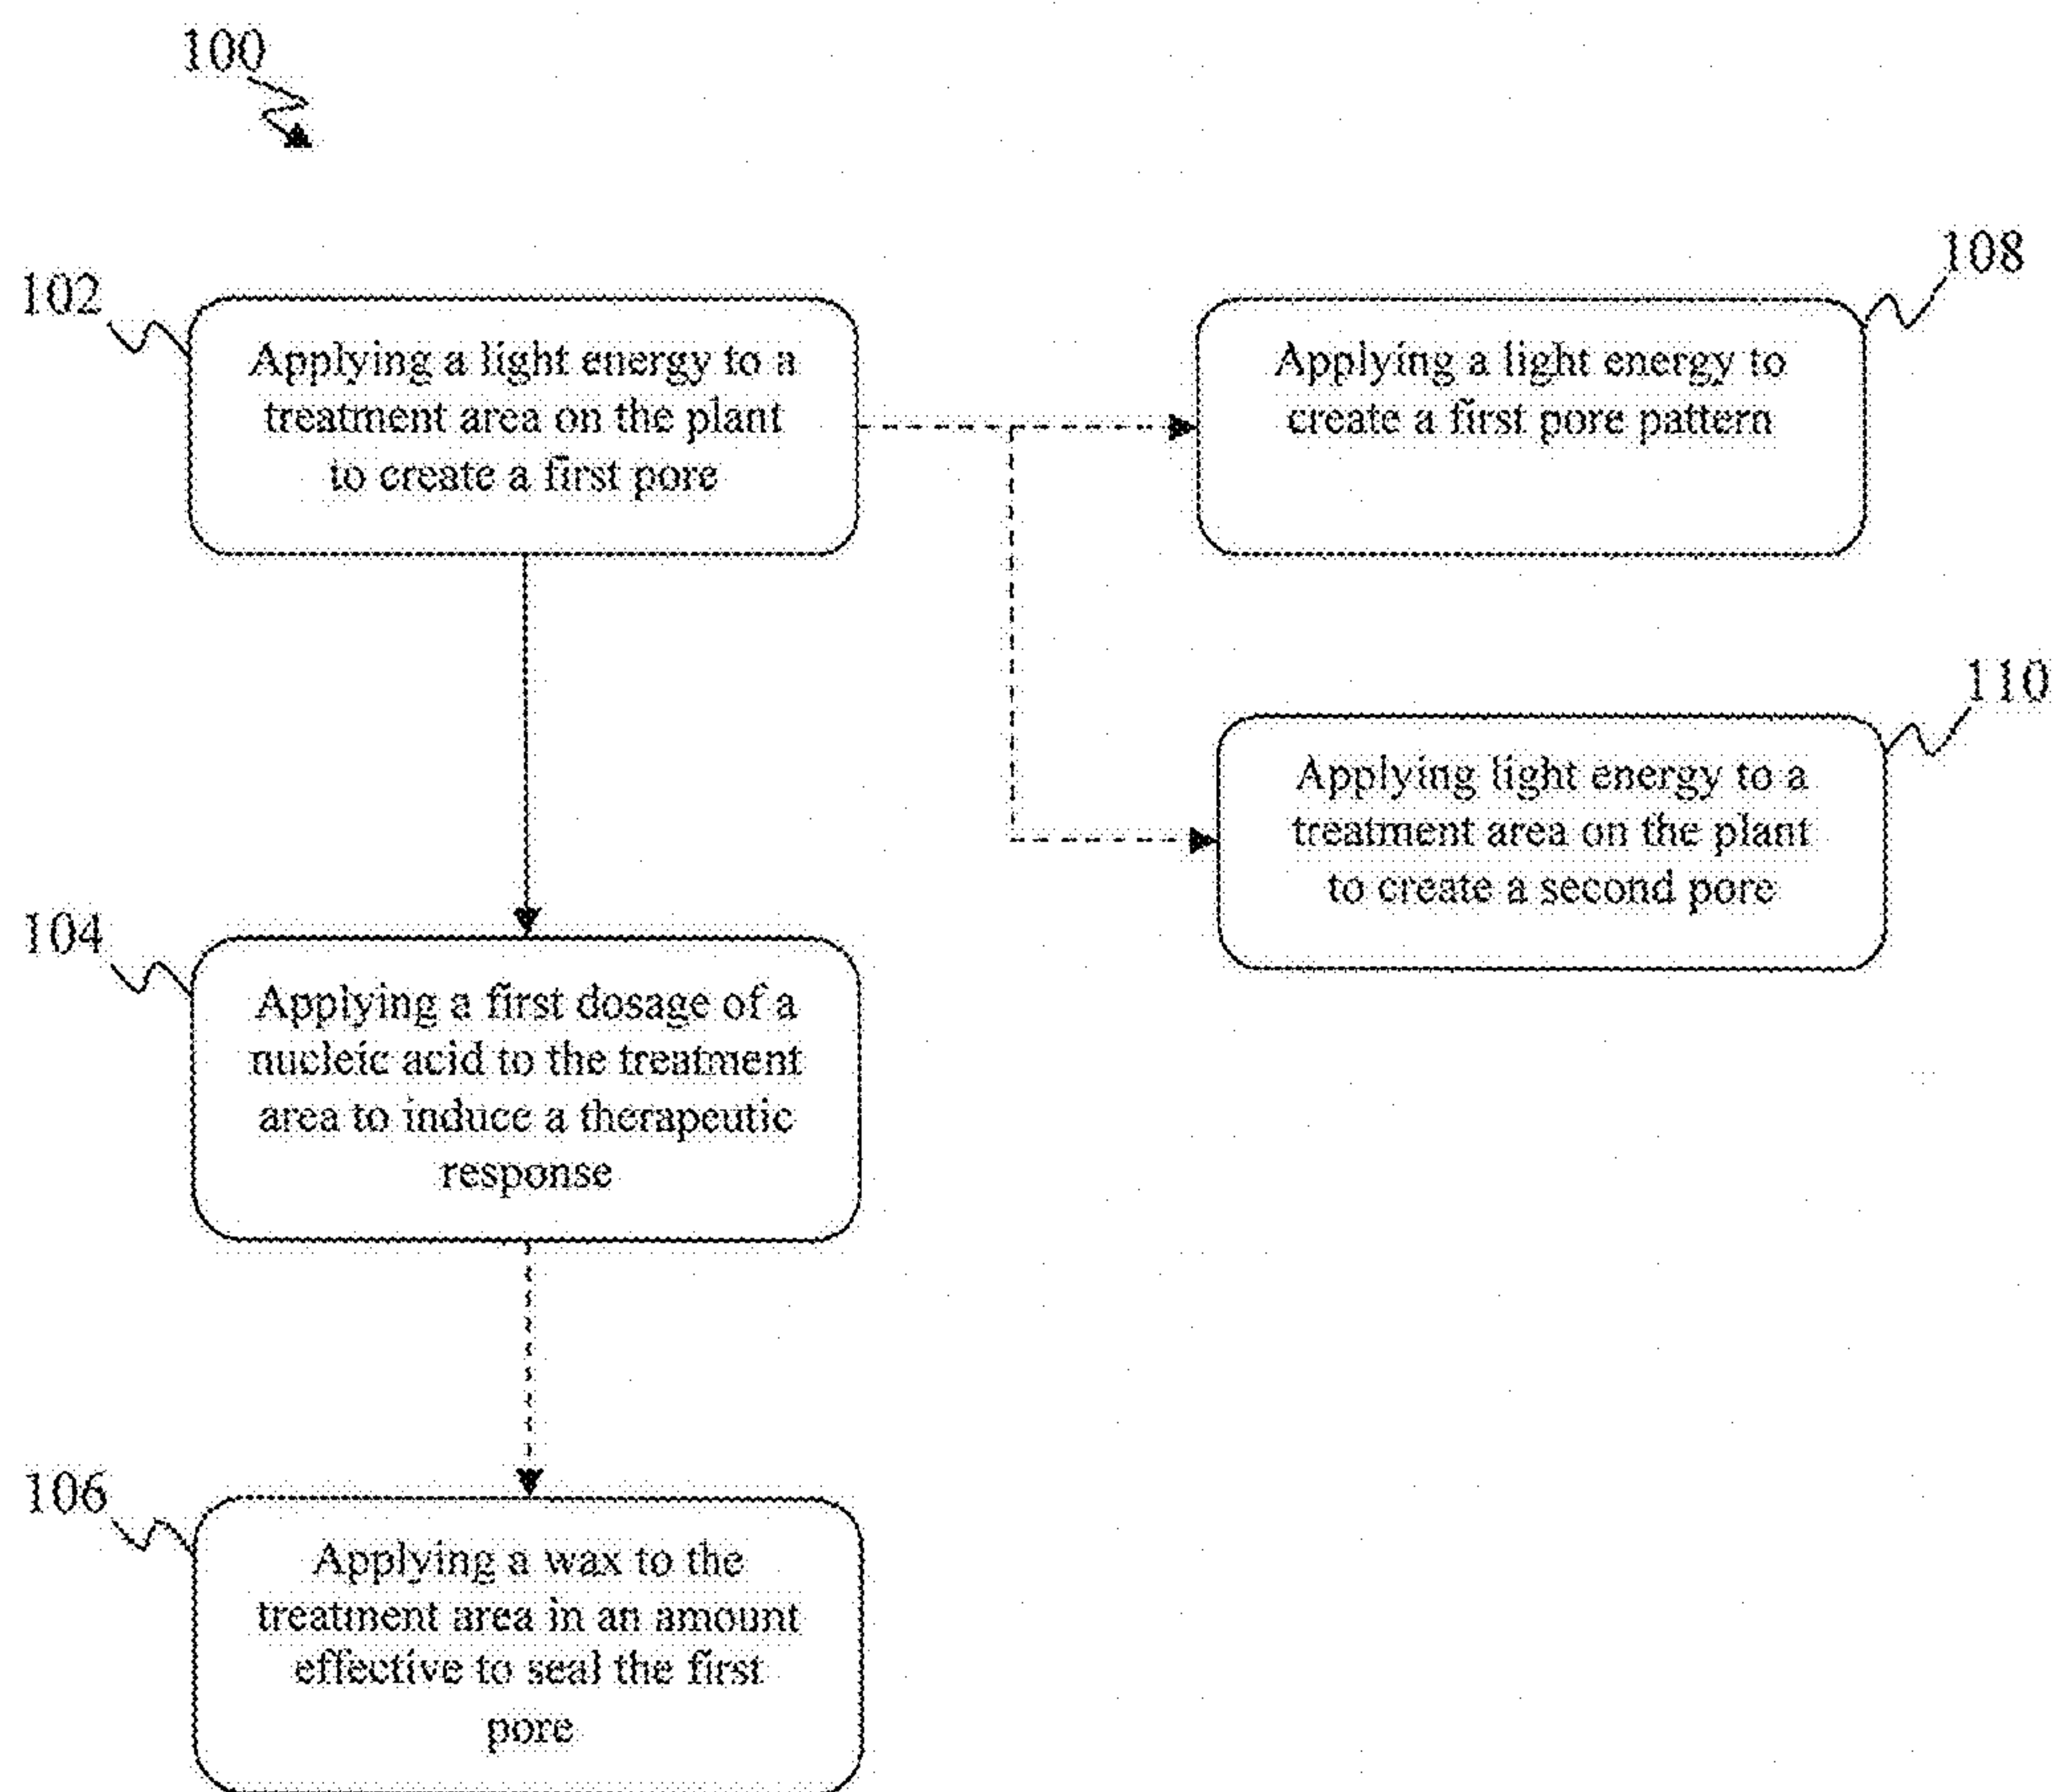 100
102
Applying a light energy to a
treatment area on the plant
to create a first pore
108
Applying a light energy to
create a first pore pattern
110
Applying light energy to a
treatment area on the plant
to create a second pore
104
Applying a first dosage of a
nucleic acid to the treatment
area to induce a therapeutic
response
106
Applying a wax to the
treatment area in an amount
effective to seal the first
pore